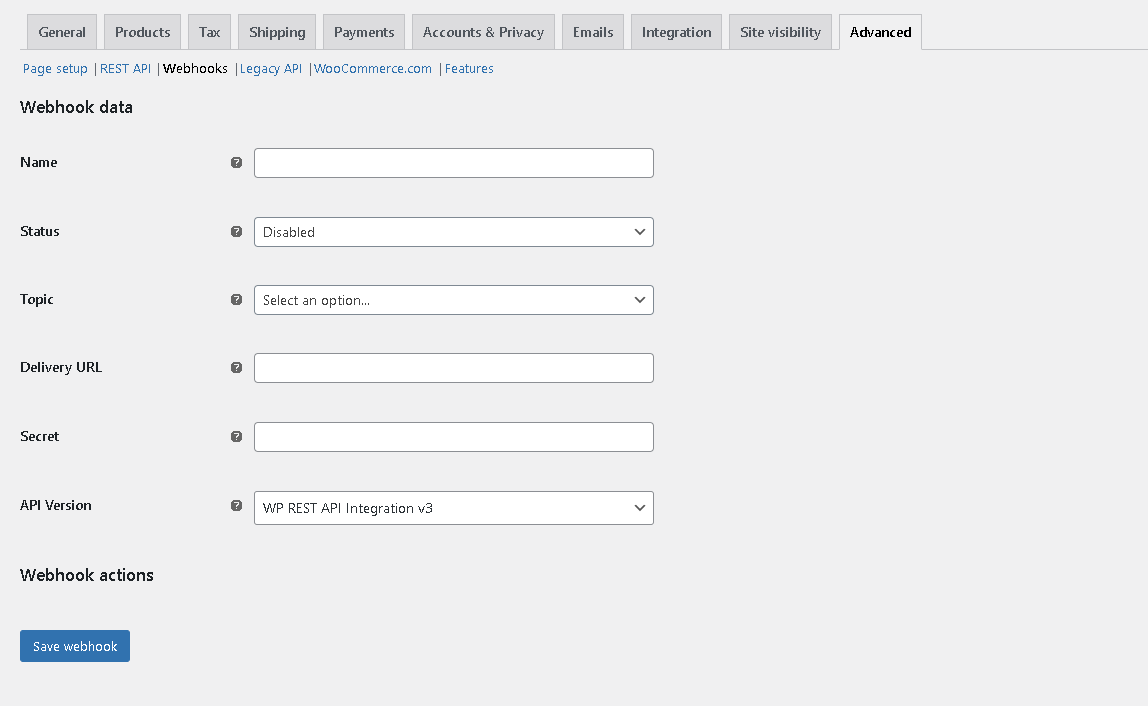 General Products Tax Shipping Payments Accounts & Privacy Emails Integration Site visibility Advanced
Page setup | REST API | Webhooks | Legacy API | WooCommerce.com | Features
Webhook data
Name ?
Status ? Disabled
Topic ? Select an option...
Delivery URL ?
Secret ?
API Version ? WP REST API Integration v3
Webhook actions
Save webhook